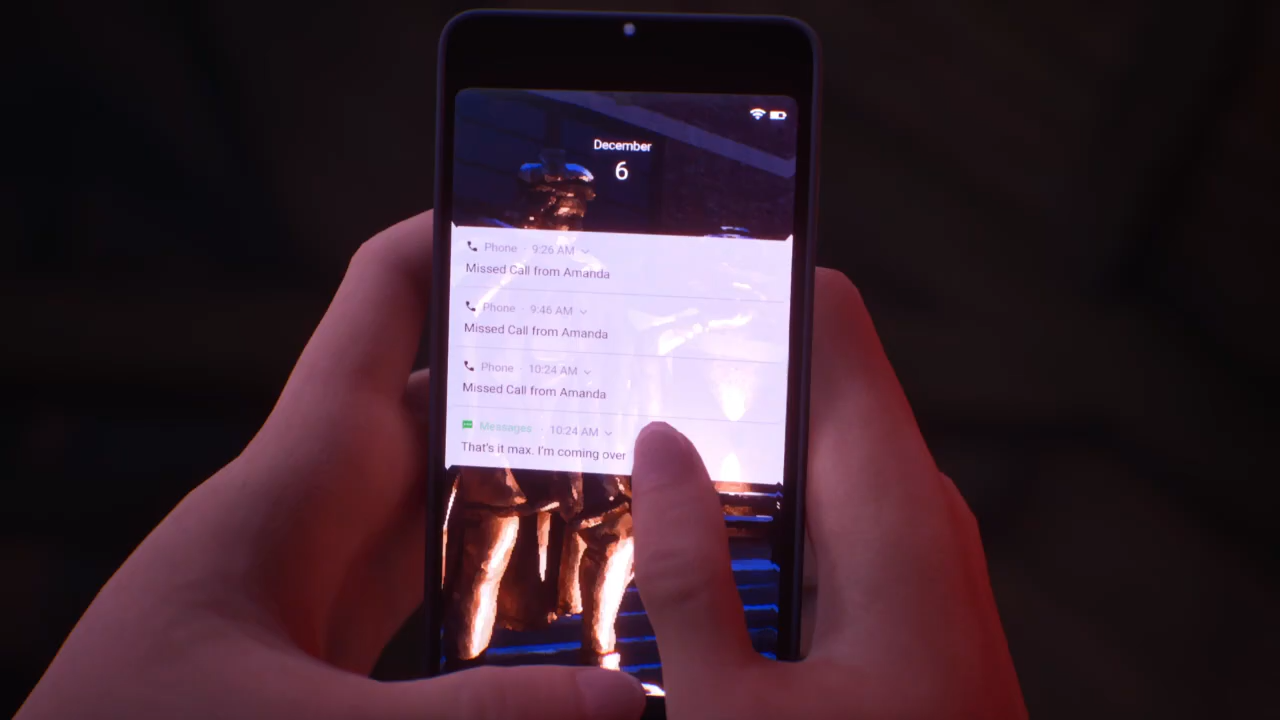 December
6
Phone · 9:26 AM
Missed Call from Amanda
Phone · 9:46 AM
Missed Call from Amanda
Phone · 10:24 AM
Missed Call from Amanda
Messages · 10:24 AM
That's it max. I'm coming over